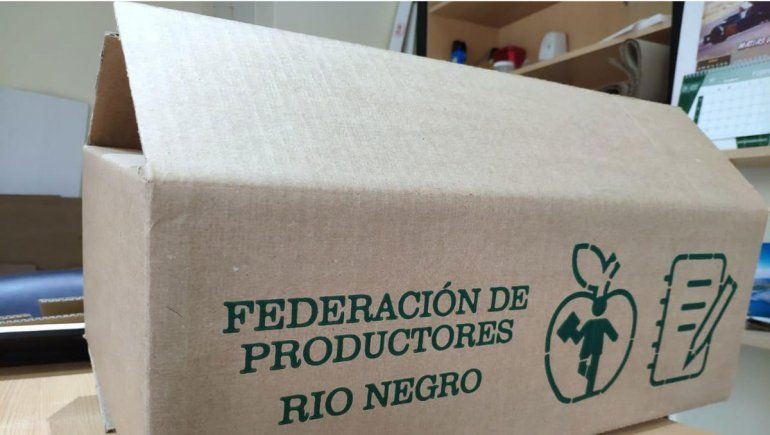 FEDERACIÓN DE
PRODUCTORES
RIO NEGRO